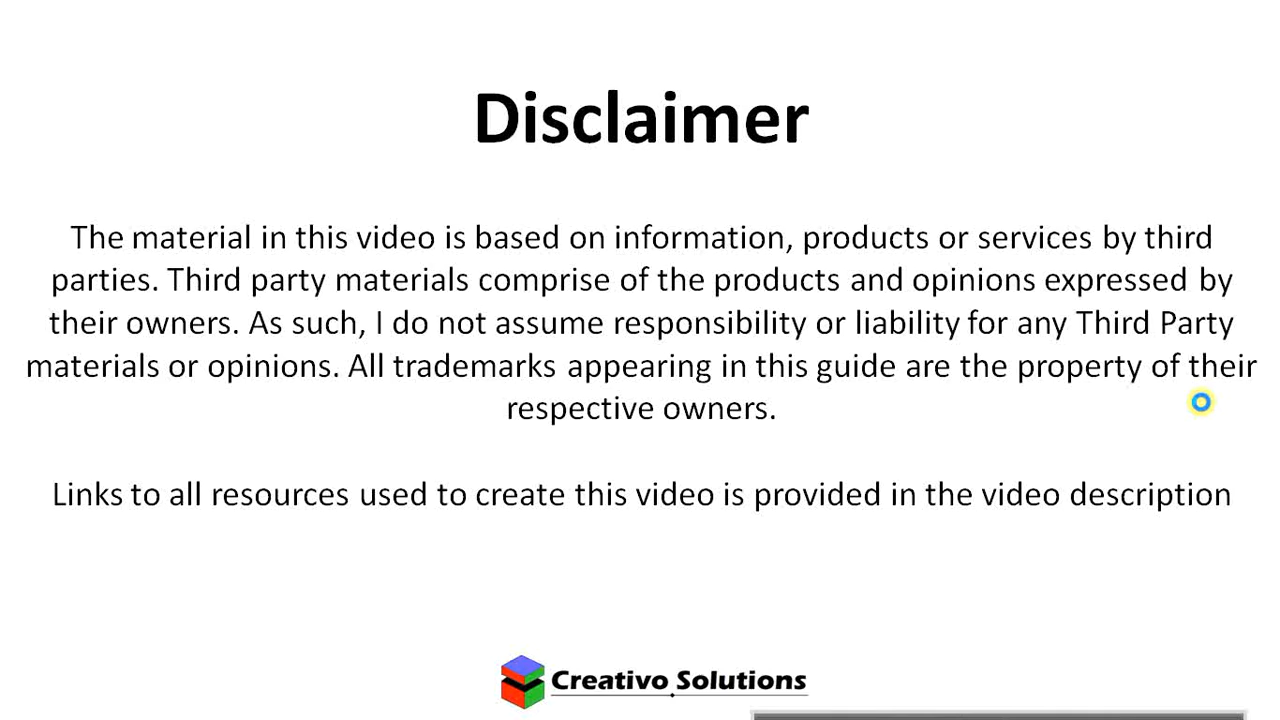 Disclaimer
The material in this video is based on information, products or services by third
parties. Third party materials comprise of the products and opinions expressed by
their owners. As such, I do not assume responsibility or liability for any Third Party
materials or opinions. All trademarks appearing in this guide are the property of their
respective owners.
Links to all resources used to create this video is provided in the video description
Creativo Solutions